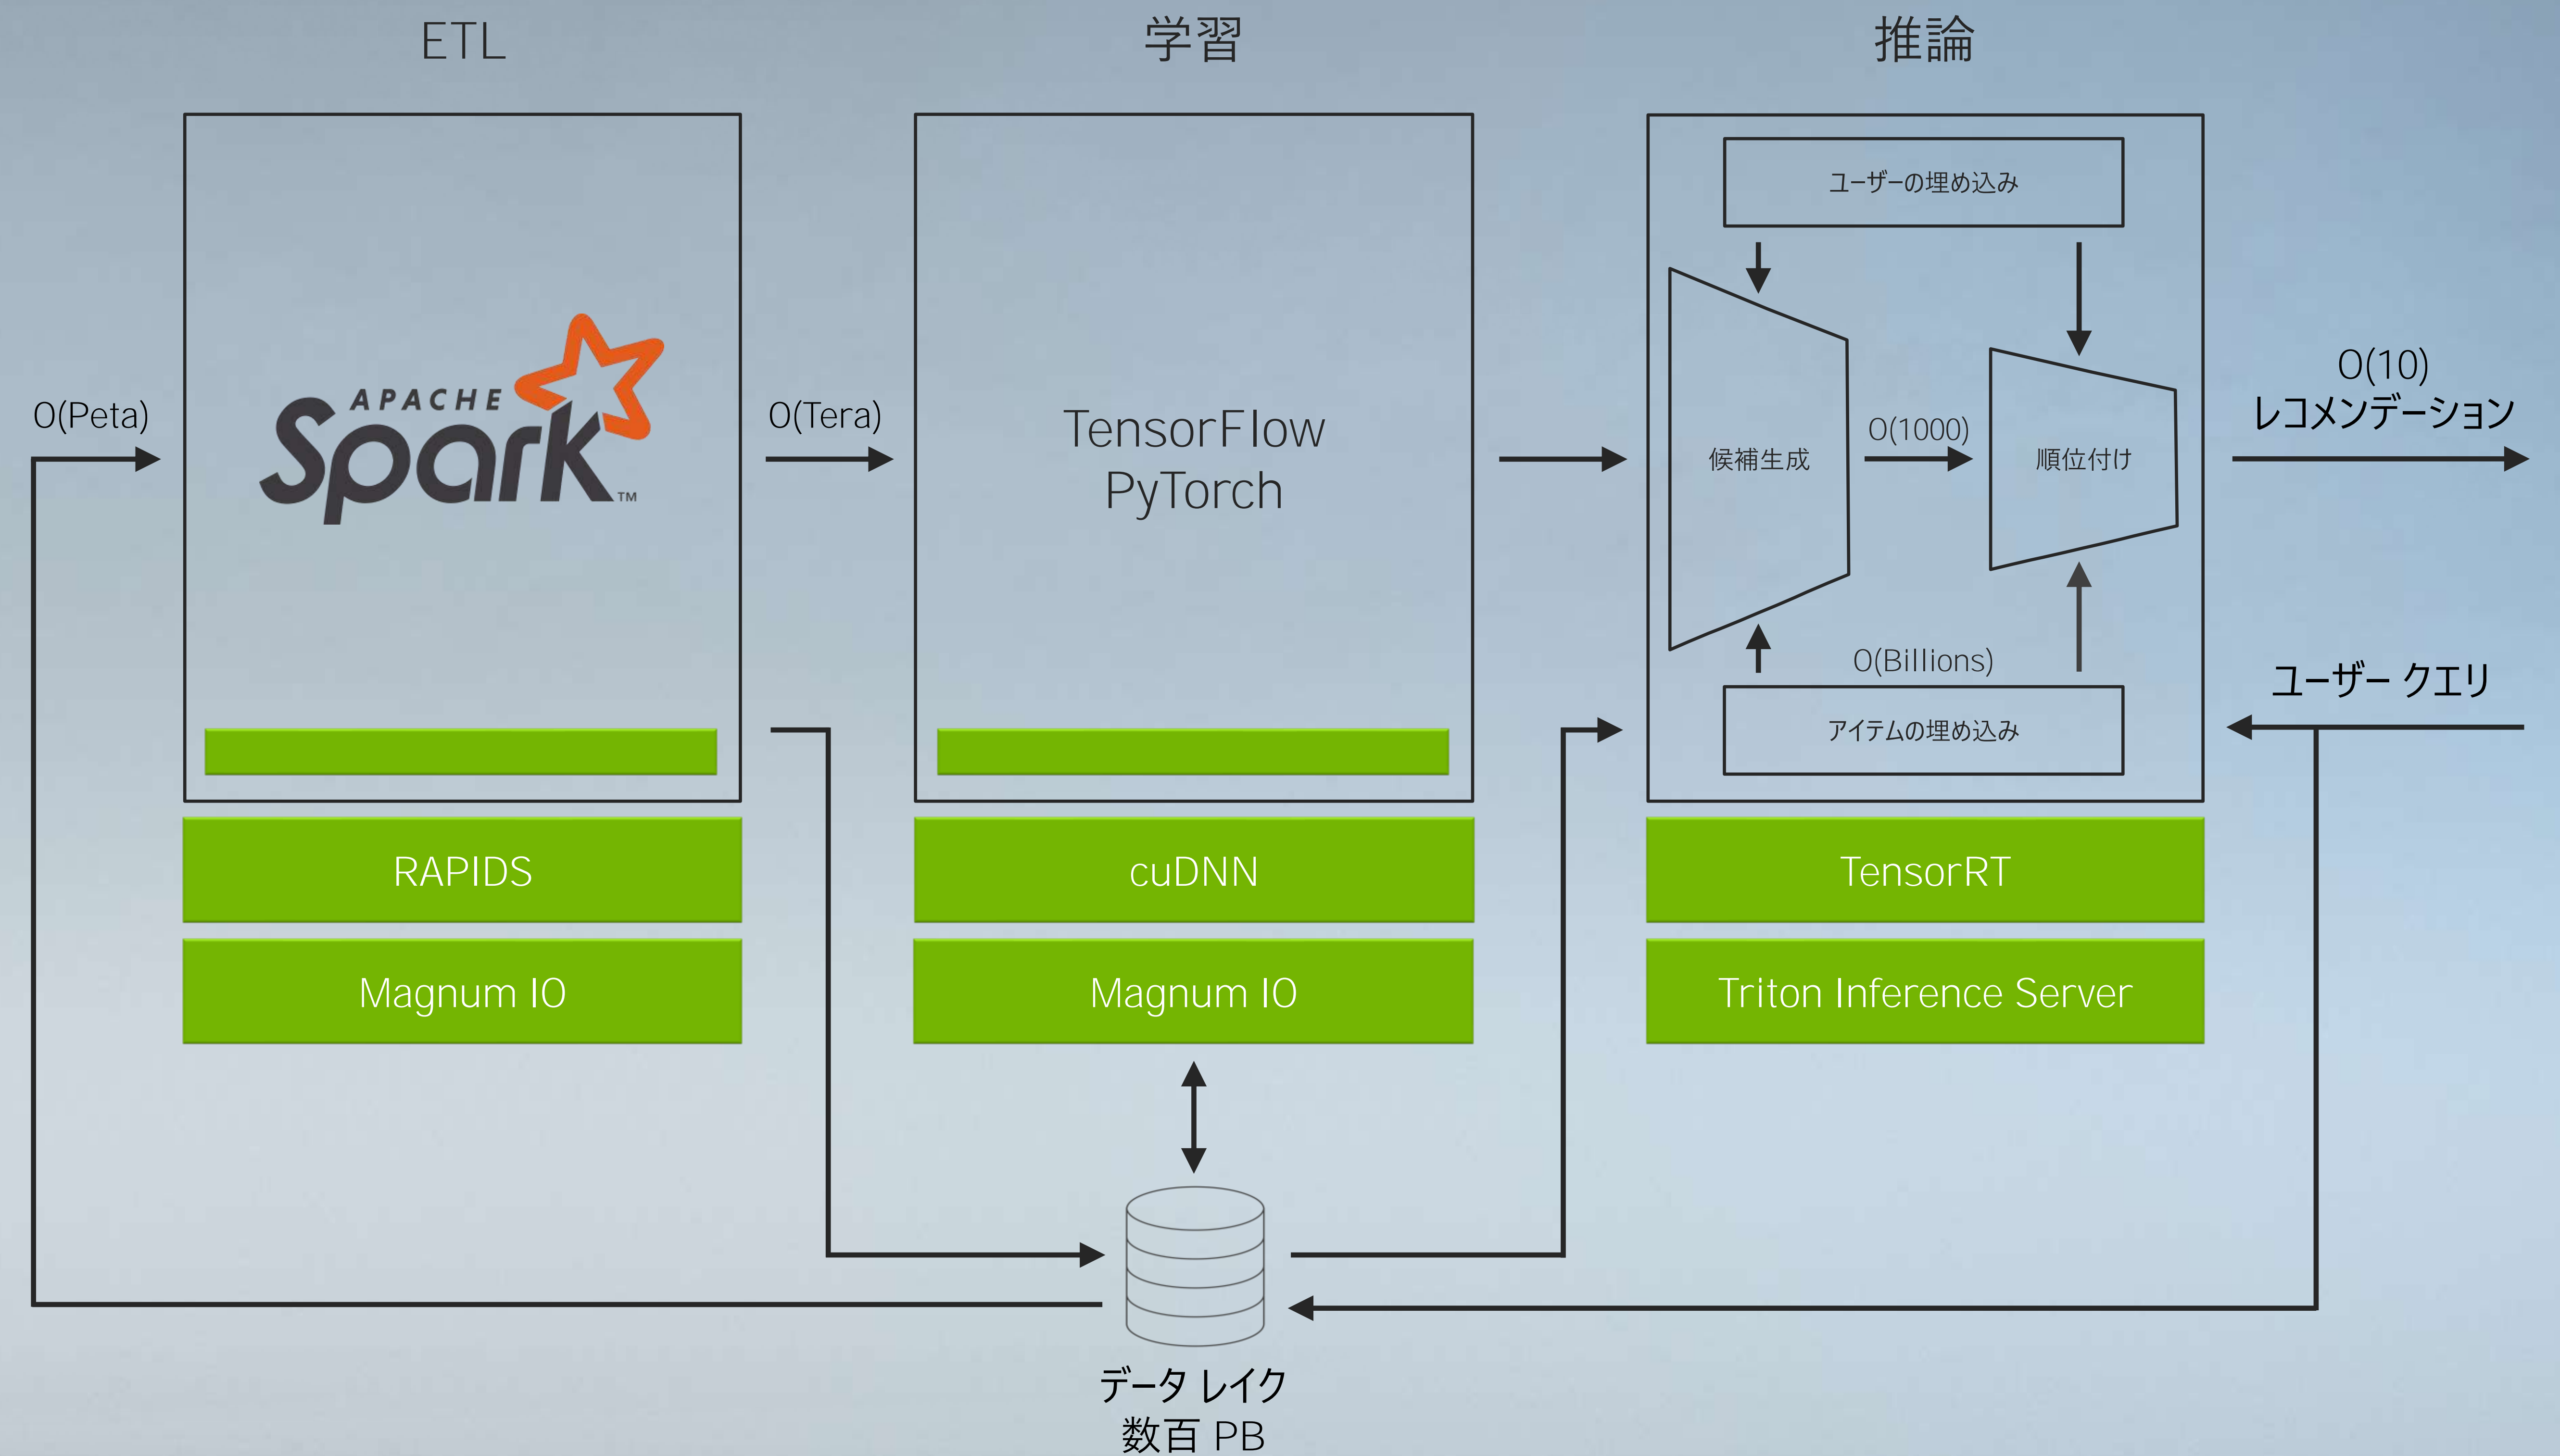 ETL
学習
推論
ユーザーの埋め込み
O(Peta)
APACHE
Spark™
O(Tera)
TensorFlow
PyTorch
候補生成
O(1000)
順位付け
O(10)
レコメンデーション
O(Billions)
アイテムの埋め込み
ユーザー クエリ
RAPIDS
cuDNN
TensorRT
Magnum IO
Magnum IO
Triton Inference Server
データ レイク
数百 PB